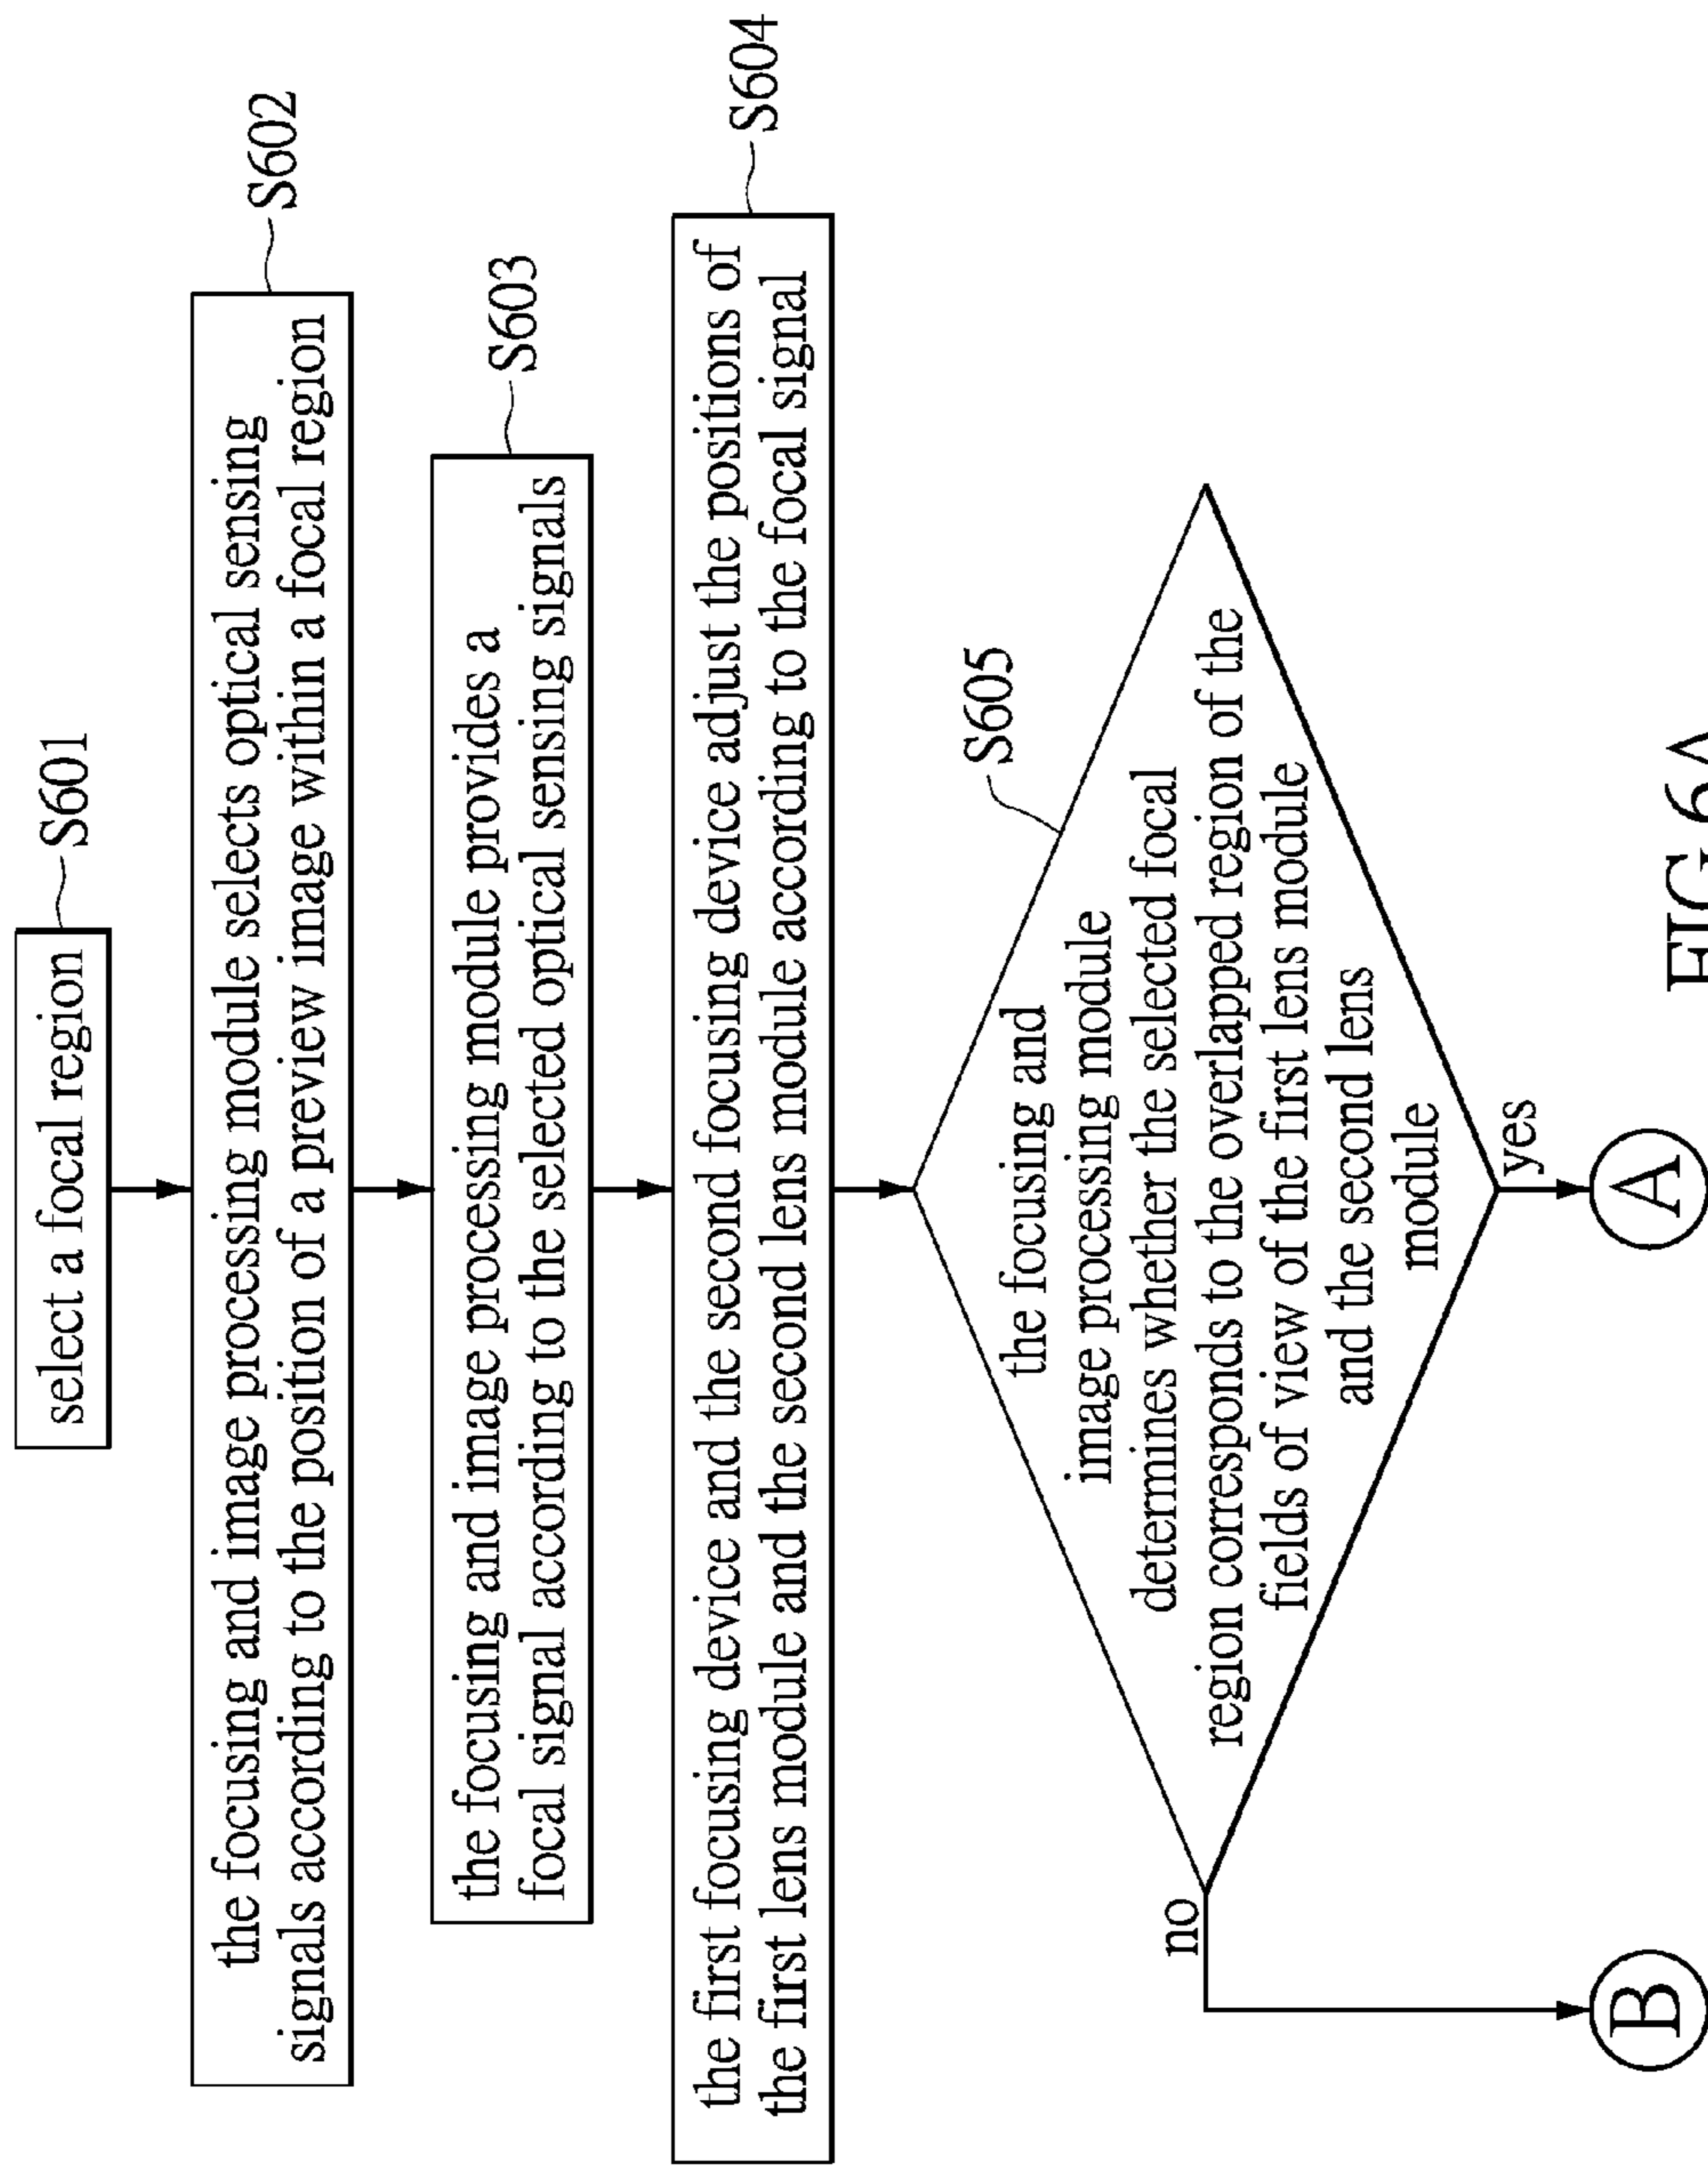 select a focal region
S601
the focusing and image processing module selects optical sensing
signals according to the position of a preview image within a focal region
S602
the focusing and image processing module provides a
focal signal according to the selected optical sensing signals
S603
the first focusing device and the second focusing device adjust the positions of
the first lens module and the second lens module according to the focal signal
S604
the focusing and
image processing module
determines whether the selected focal
region corresponds to the overlapped region of the
fields of view of the first lens module
and the second lens
module
S605
no
yes
B
A
FIG.6A